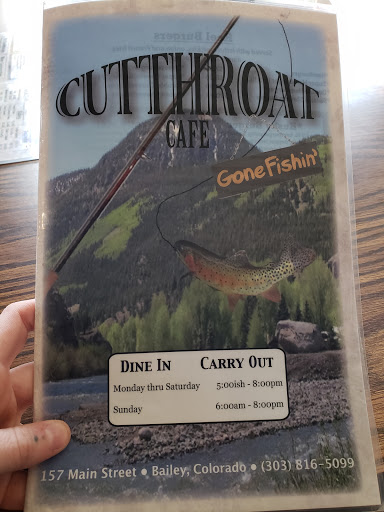 CUTTHROAT
CAFE
Gone Fishin'
DINE IN CARRY OUT
Monday thru Saturday 5:00ish - 8:00pm
Sunday 6:00am - 8:00pm
157 Main Street • Bailey, Colorado • (303) 816-5099